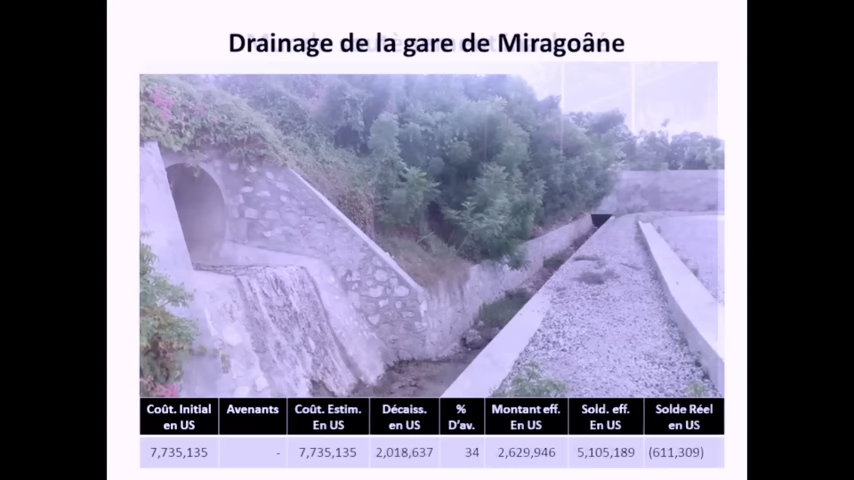 Drainage de la gare de Miragoâne
Coût. Initial en US | Avenants | Coût. Estim. En US | Décaiss. en US | % D'av. | Montant eff. En US | Sold. eff. En US | Solde Réel en US
7,735,135 | - | 7,735,135 | 2,018,637 | 34 | 2,629,946 | 5,105,189 | (611,309)